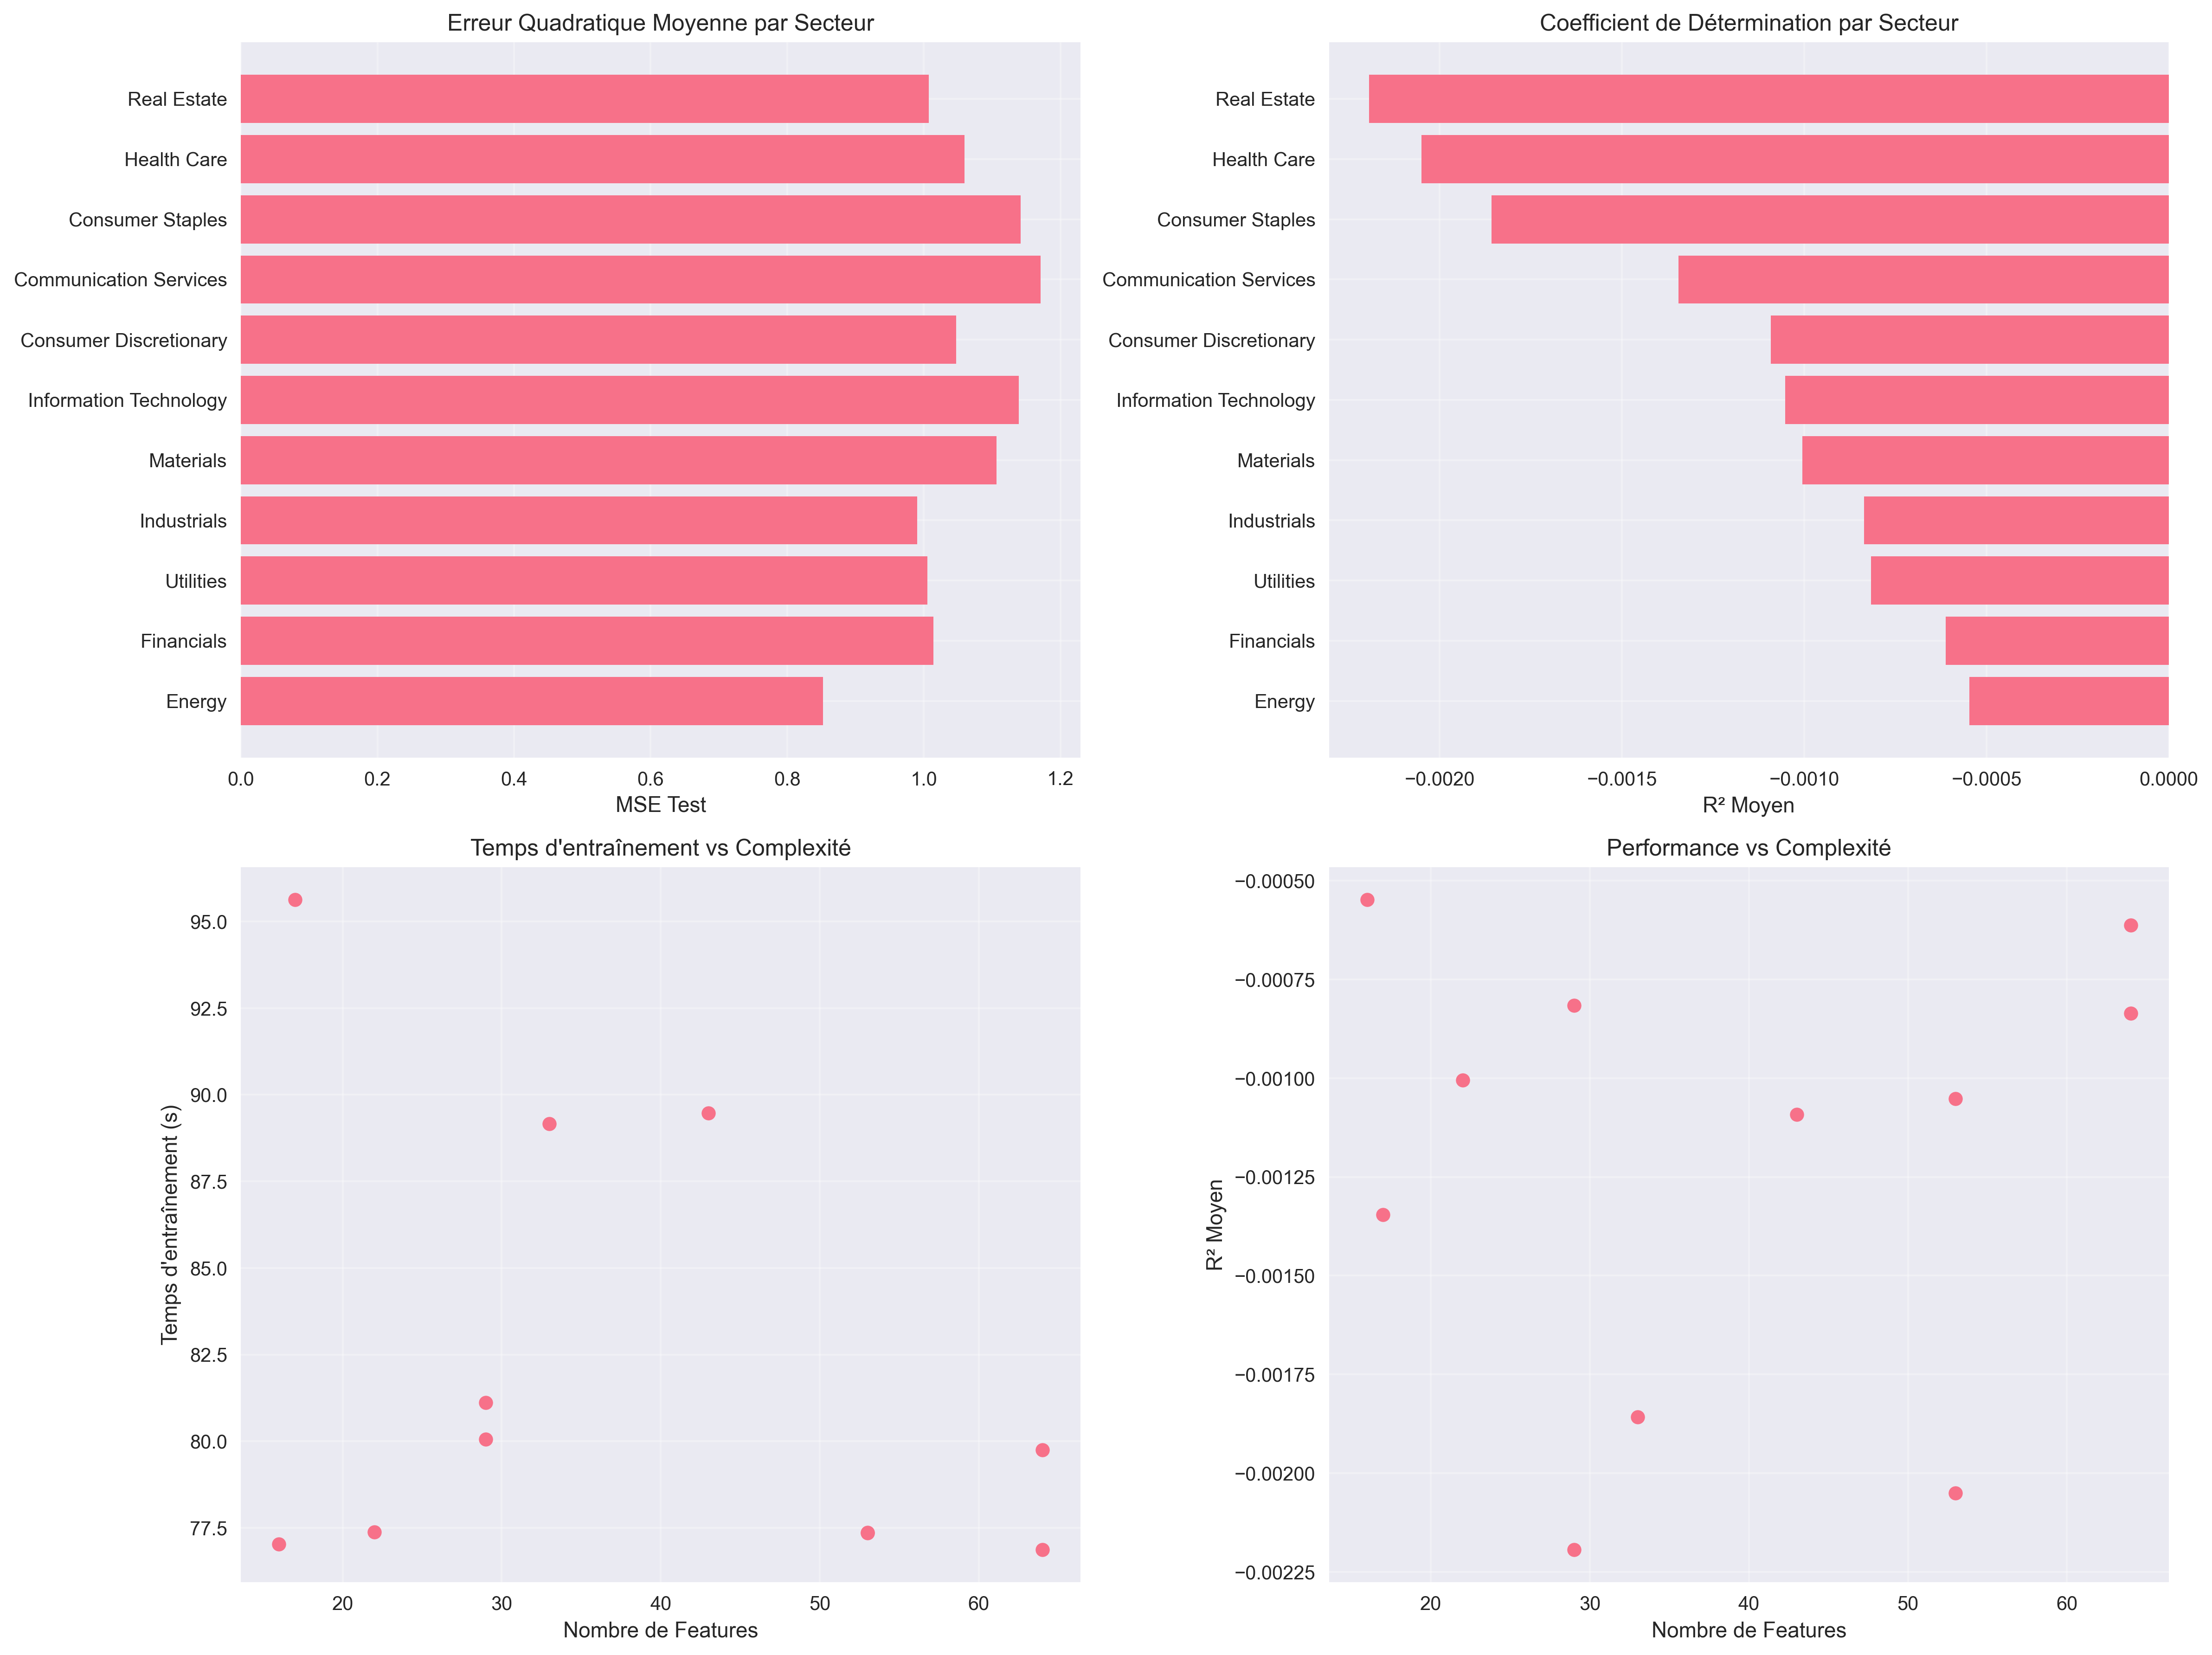 Erreur Quadratique Moyenne par Secteur
Real Estate
Health Care
Consumer Staples
Communication Services
Consumer Discretionary
Information Technology
Materials
Industrials
Utilities
Financials
Energy
0.0 0.2 0.4 0.6 0.8 1.0 1.2
MSE Test
Coefficient de Détermination par Secteur
Real Estate
Health Care
Consumer Staples
Communication Services
Consumer Discretionary
Information Technology
Materials
Industrials
Utilities
Financials
Energy
−0.0020 −0.0015 −0.0010 −0.0005 0.0000
R² Moyen
Temps d'entraînement vs Complexité
Temps d'entraînement (s)
95.0
92.5
90.0
87.5
85.0
82.5
80.0
77.5
20 30 40 50 60
Nombre de Features
Performance vs Complexité
R² Moyen
−0.00050
−0.00075
−0.00100
−0.00125
−0.00150
−0.00175
−0.00200
−0.00225
20 30 40 50 60
Nombre de Features